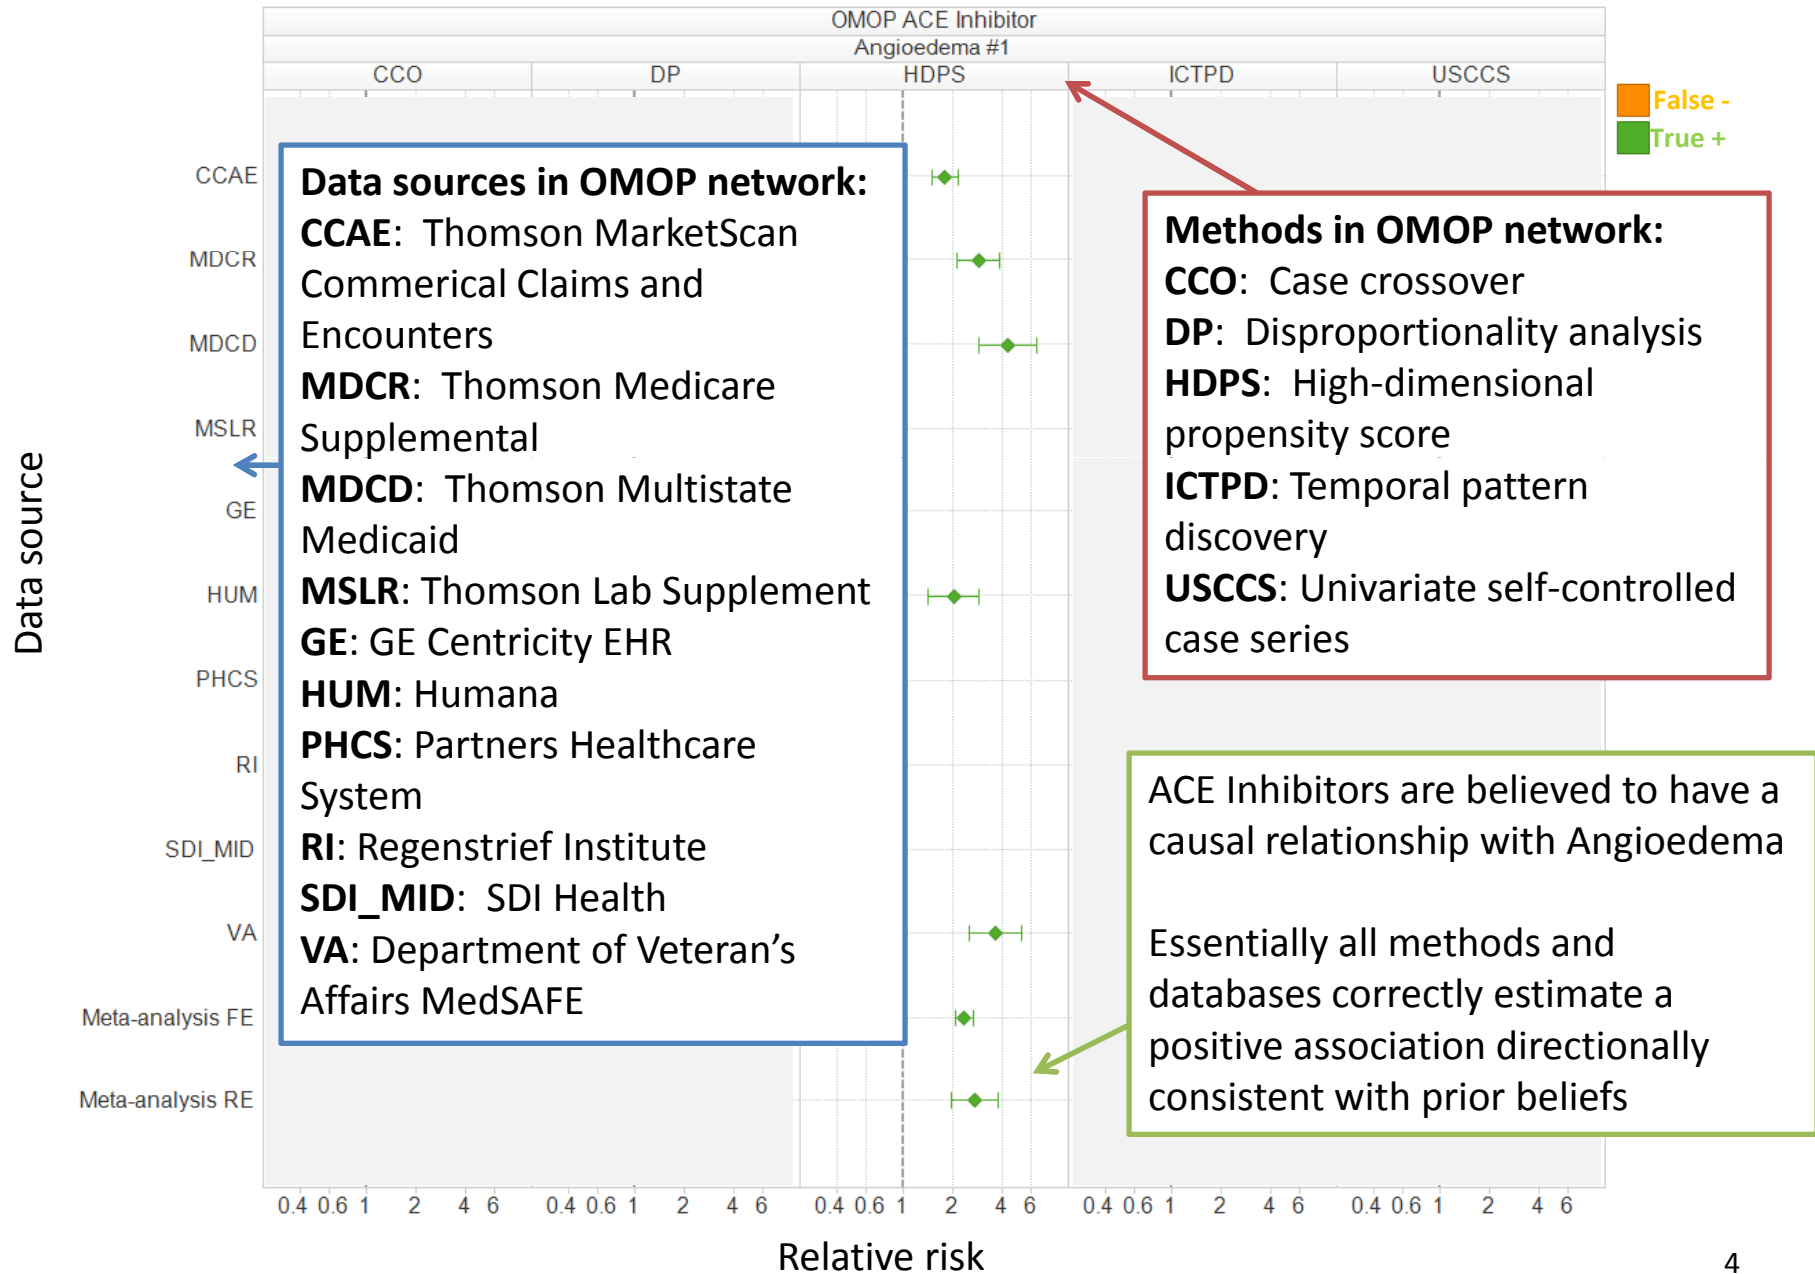 OMOP ACE Inhibitor
Angioedema #1
CCO DP HDPS ICTPD USCCS
False -
True +
Data source
CCAE
MDCR
MDCD
MSLR
GE
HUM
PHCS
RI
SDI_MID
VA
Meta-analysis FE
Meta-analysis RE
Data sources in OMOP network:
CCAE: Thomson MarketScan
Commerical Claims and
Encounters
MDCR: Thomson Medicare
Supplemental
MDCD: Thomson Multistate
Medicaid
MSLR: Thomson Lab Supplement
GE: GE Centricity EHR
HUM: Humana
PHCS: Partners Healthcare
System
RI: Regenstrief Institute
SDI_MID: SDI Health
VA: Department of Veteran’s
Affairs MedSAFE
Methods in OMOP network:
CCO: Case crossover
DP: Disproportionality analysis
HDPS: High-dimensional
propensity score
ICTPD: Temporal pattern
discovery
USCCS: Univariate self-controlled
case series
ACE Inhibitors are believed to have a
causal relationship with Angioedema
Essentially all methods and
databases correctly estimate a
positive association directionally
consistent with prior beliefs
0.4 0.6 1 2 4 6 0.4 0.6 1 2 4 6 0.4 0.6 1 2 4 6 0.4 0.6 1 2 4 6 0.4 0.6 1 2 4 6
Relative risk
4